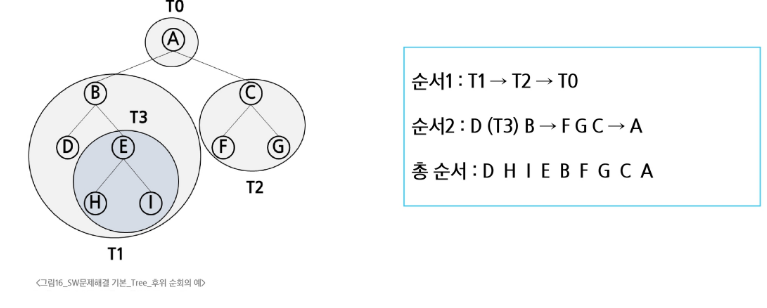 T0
A
B
C
T3
D
E
F
G
T2
H
I
T1
순서1 : T1 → T2 → T0
순서2 : D (T3) B → F G C → A
총 순서 : D H I E B F G C A
<그림16_SW문제해결 기본_Tree_후위 순회의 예>